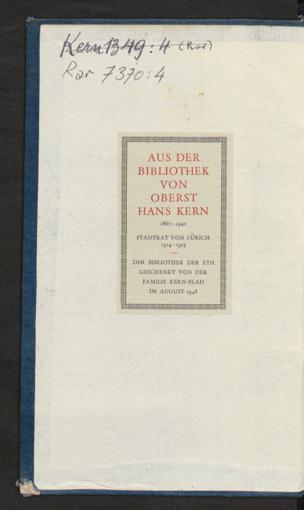 Kern 1349:4 (Rar)
Rar 7370:4
AUS DER
BIBLIOTHEK
VON
OBERST
HANS KERN
1867–1940
STADTRAT VON ZÜRICH
1914–1925
DER BIBLIOTHEK DER ETH
GESCHENKT VON DER
FAMILIE KERN-FLAD
IM AUGUST 1948